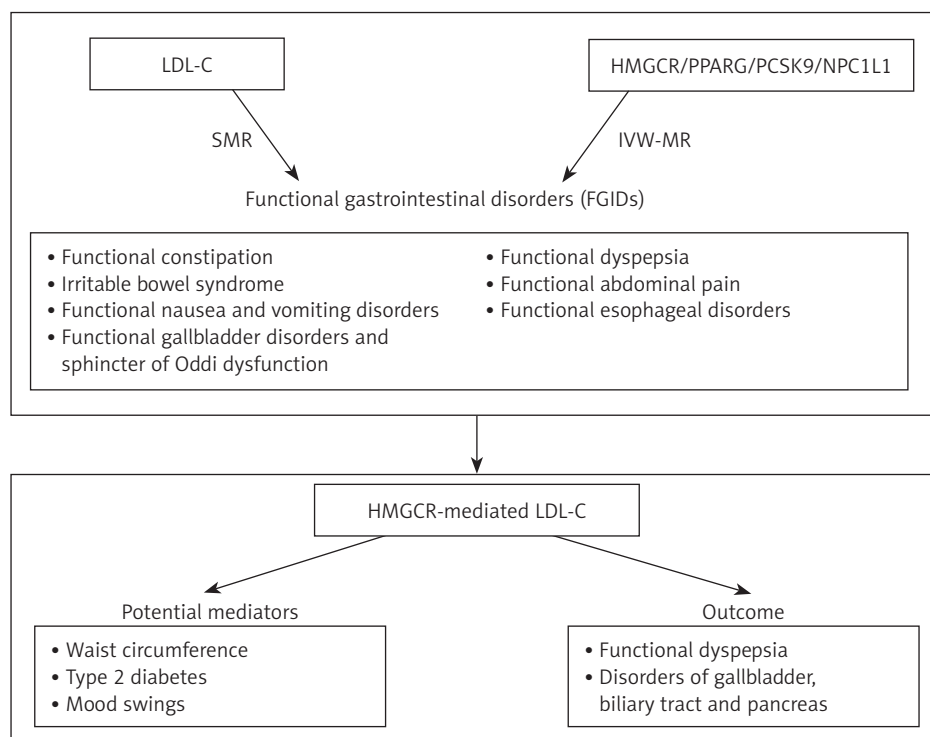 LDL-C
HMGCR/PPARG/PCSK9/NPC1L1
SMR
IVW-MR
Functional gastrointestinal disorders (FGIDs)
• Functional constipation
• Irritable bowel syndrome
• Functional nausea and vomiting disorders
• Functional gallbladder disorders and
sphincter of Oddi dysfunction
• Functional dyspepsia
• Functional abdominal pain
• Functional esophageal disorders
HMGCR-mediated LDL-C
Potential mediators
• Waist circumference
• Type 2 diabetes
• Mood swings
Outcome
• Functional dyspepsia
• Disorders of gallbladder,
biliary tract and pancreas